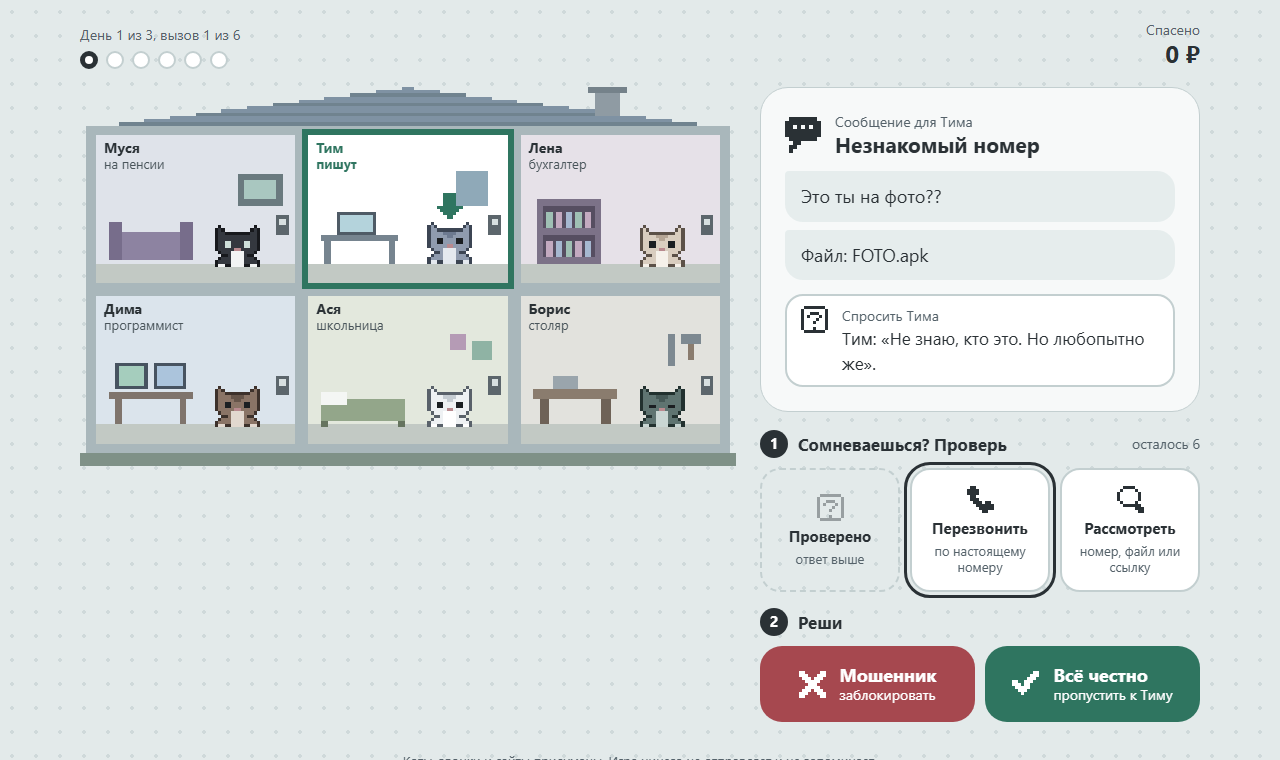 День 1 из 3, вызов 1 из 6
Спасено
0 ₽
Муся
на пенсии
Тим
пишут
Лена
бухгалтер
Дима
программист
Ася
школьница
Борис
столяр
Сообщение для Тима
Незнакомый номер
Это ты на фото??
Файл: FOTO.apk
Спросить Тима
Тим: «Не знаю, кто это. Но любопытно
же».
1 Сомневаешься? Проверь
осталось 6
Проверено
ответ выше
Перезвонить
по настоящему
номеру
Рассмотреть
номер, файл или
ссылку
2 Реши
Мошенник
заблокировать
Всё честно
пропустить к Тиму